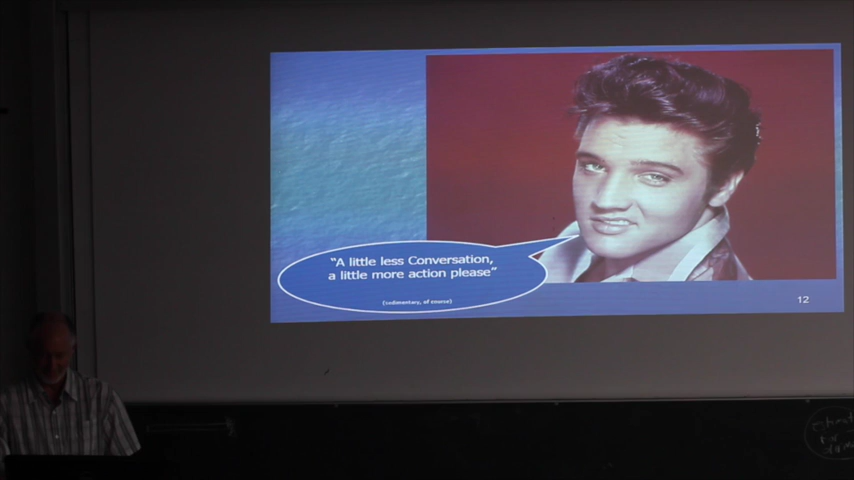 “A little less Conversation,
a little more action please”
(sedimentary, of course)
12